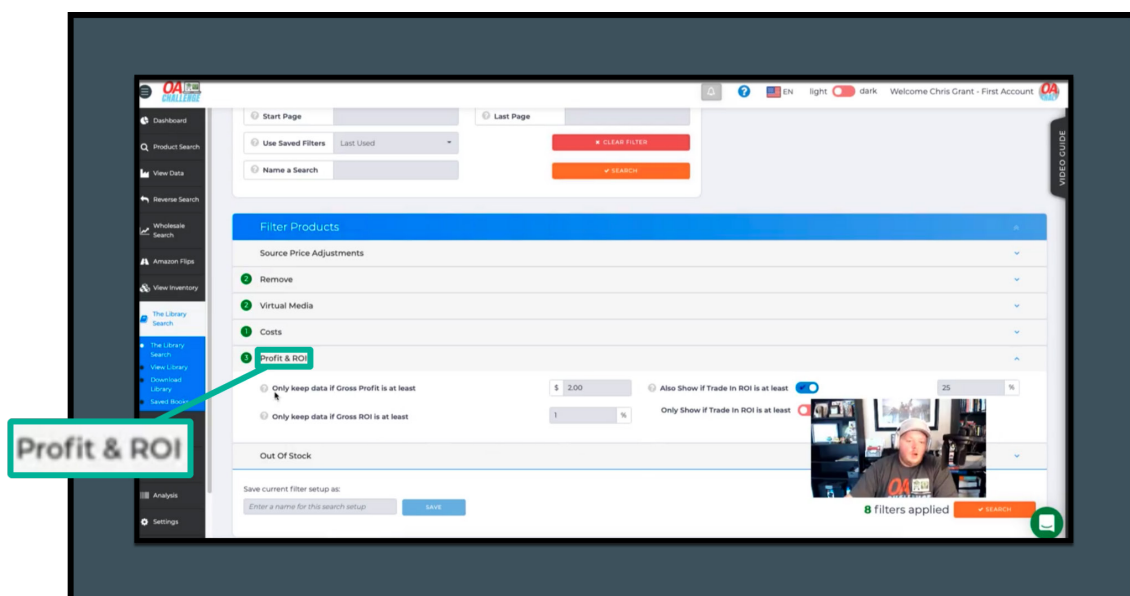 OA
CHALLENGE
EN light dark Welcome Chris Grant - First Account
VIDEO GUIDE
Dashboard
Product Search
View Data
Reverse Search
Wholesale
Search
Amazon Flips
View Inventory
The Library
Search
The Library
Search
View Library
Download
Library
Saved Books
Analysis
Settings
Start Page
Last Page
Use Saved Filters Last Used
CLEAR FILTER
Name a Search
SEARCH
Filter Products
Source Price Adjustments
2 Remove
2 Virtual Media
1 Costs
3 Profit & ROI
Only keep data if Gross Profit is at least $ 2.00
Also Show if Trade In ROI is at least 25 %
Only keep data if Gross ROI is at least 1 %
Only Show if Trade In ROI is at least
Out Of Stock
Save current filter setup as:
Enter a name for this search setup SAVE
8 filters applied SEARCH
Profit & ROI